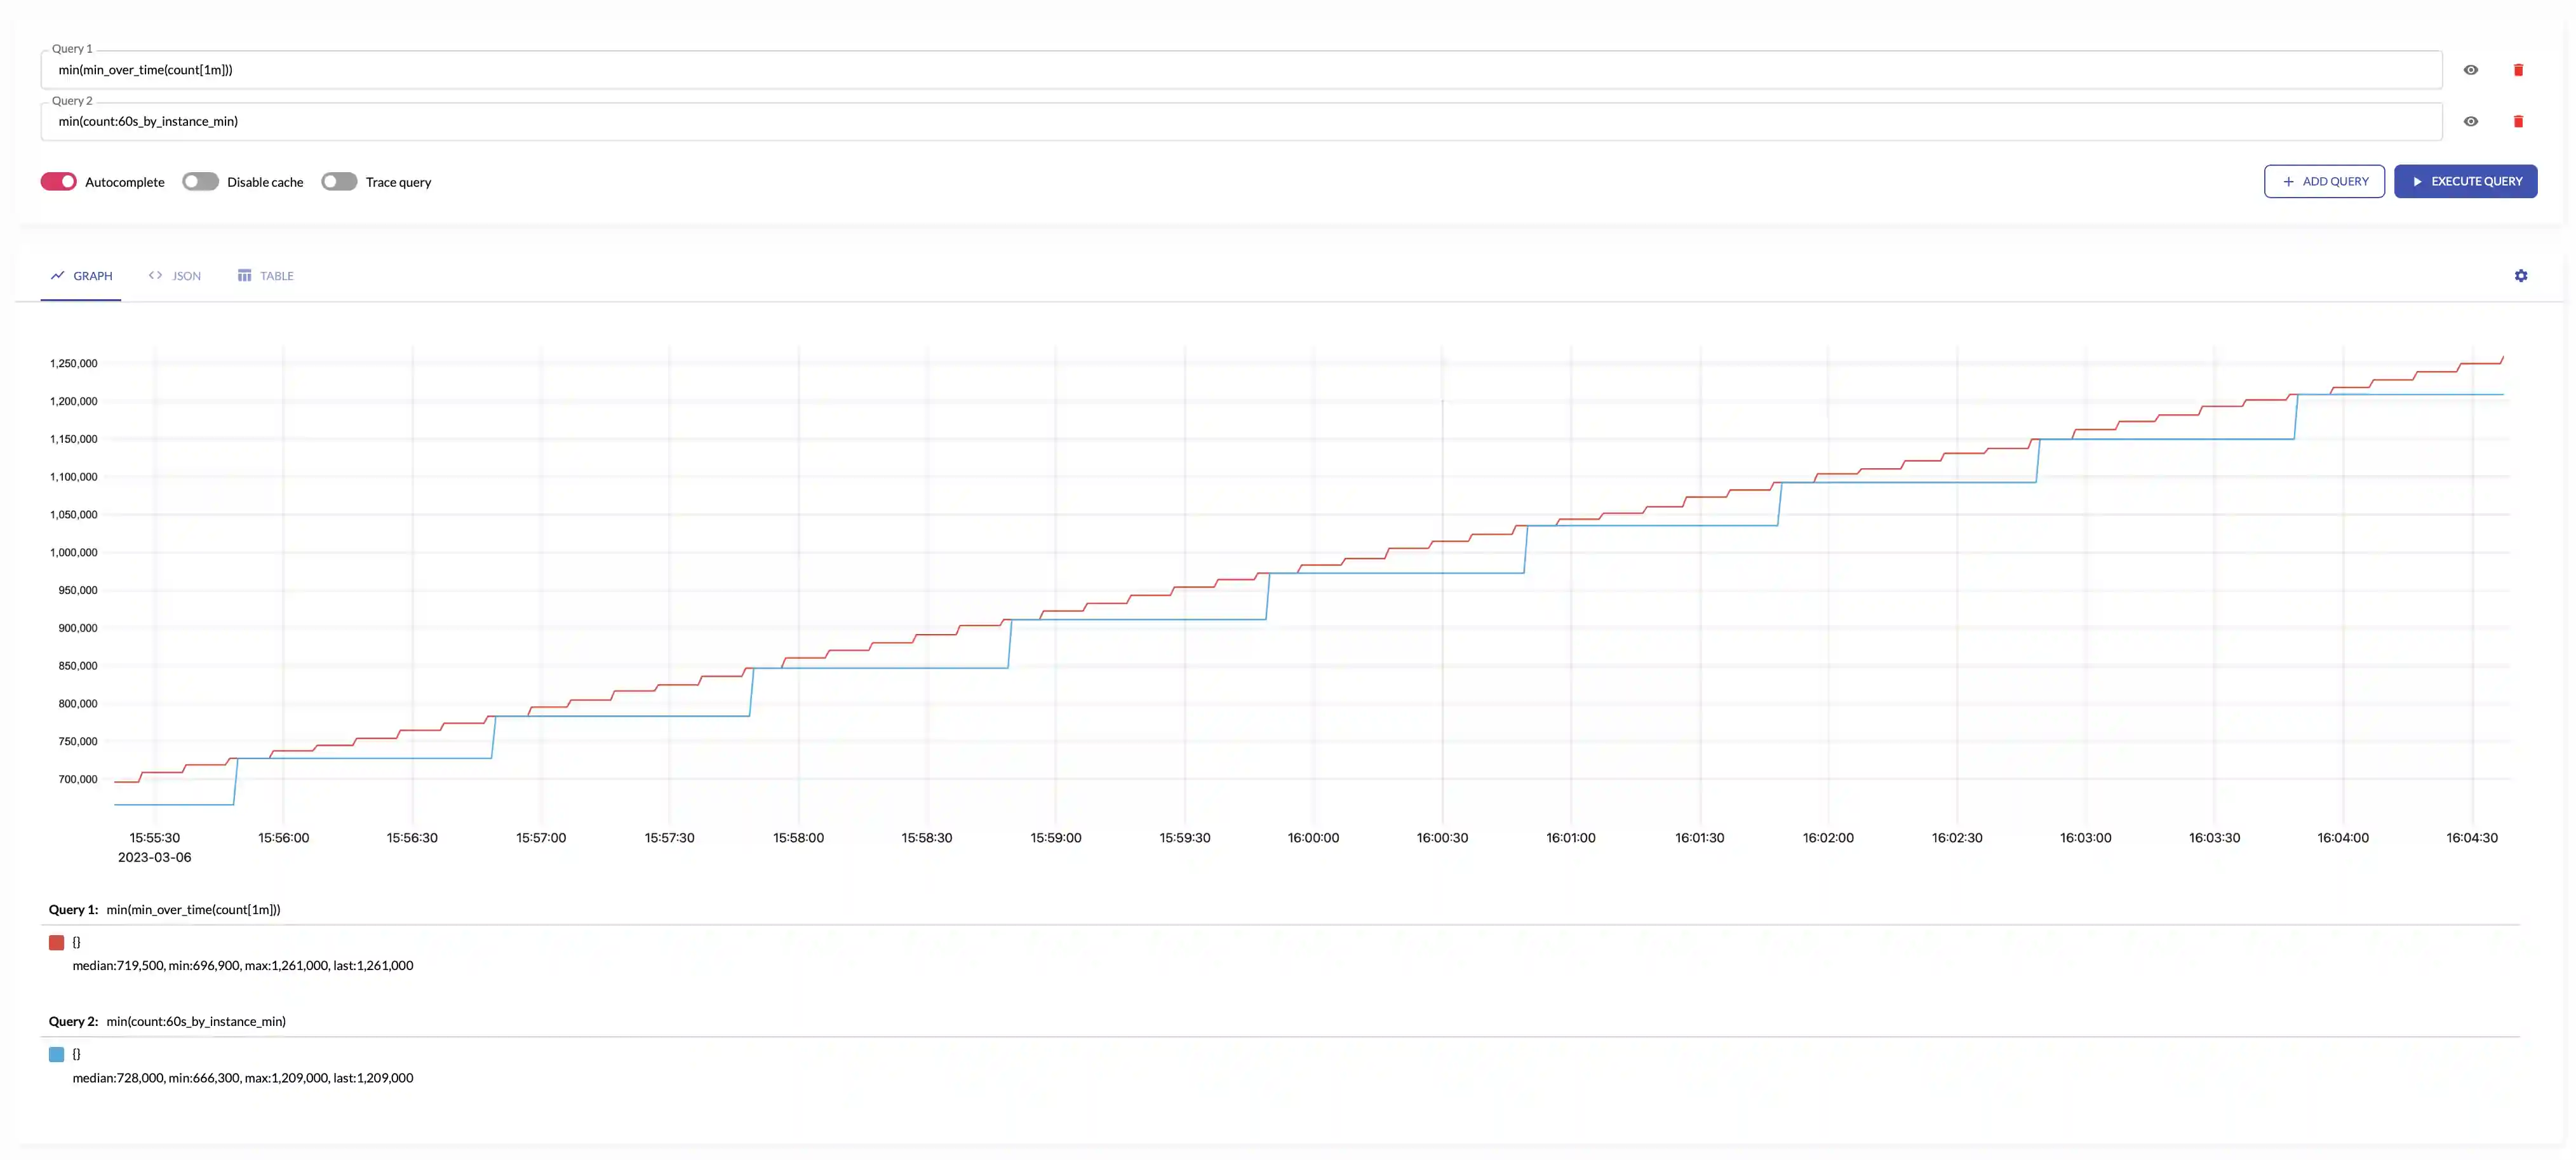 Query 1
min(min_over_time(count[1m]))
Query 2
min(count:60s_by_instance_min)
Autocomplete Disable cache Trace query ADD QUERY EXECUTE QUERY
GRAPH JSON TABLE
1,250,000
1,200,000
1,150,000
1,100,000
1,050,000
1,000,000
950,000
900,000
850,000
800,000
750,000
700,000
15:55:30 15:56:00 15:56:30 15:57:00 15:57:30 15:58:00 15:58:30 15:59:00 15:59:30 16:00:00 16:00:30 16:01:00 16:01:30 16:02:00 16:02:30 16:03:00 16:03:30 16:04:00 16:04:30
2023-03-06
Query 1: min(min_over_time(count[1m]))
{}
median:719,500, min:696,900, max:1,261,000, last:1,261,000
Query 2: min(count:60s_by_instance_min)
{}
median:728,000, min:666,300, max:1,209,000, last:1,209,000